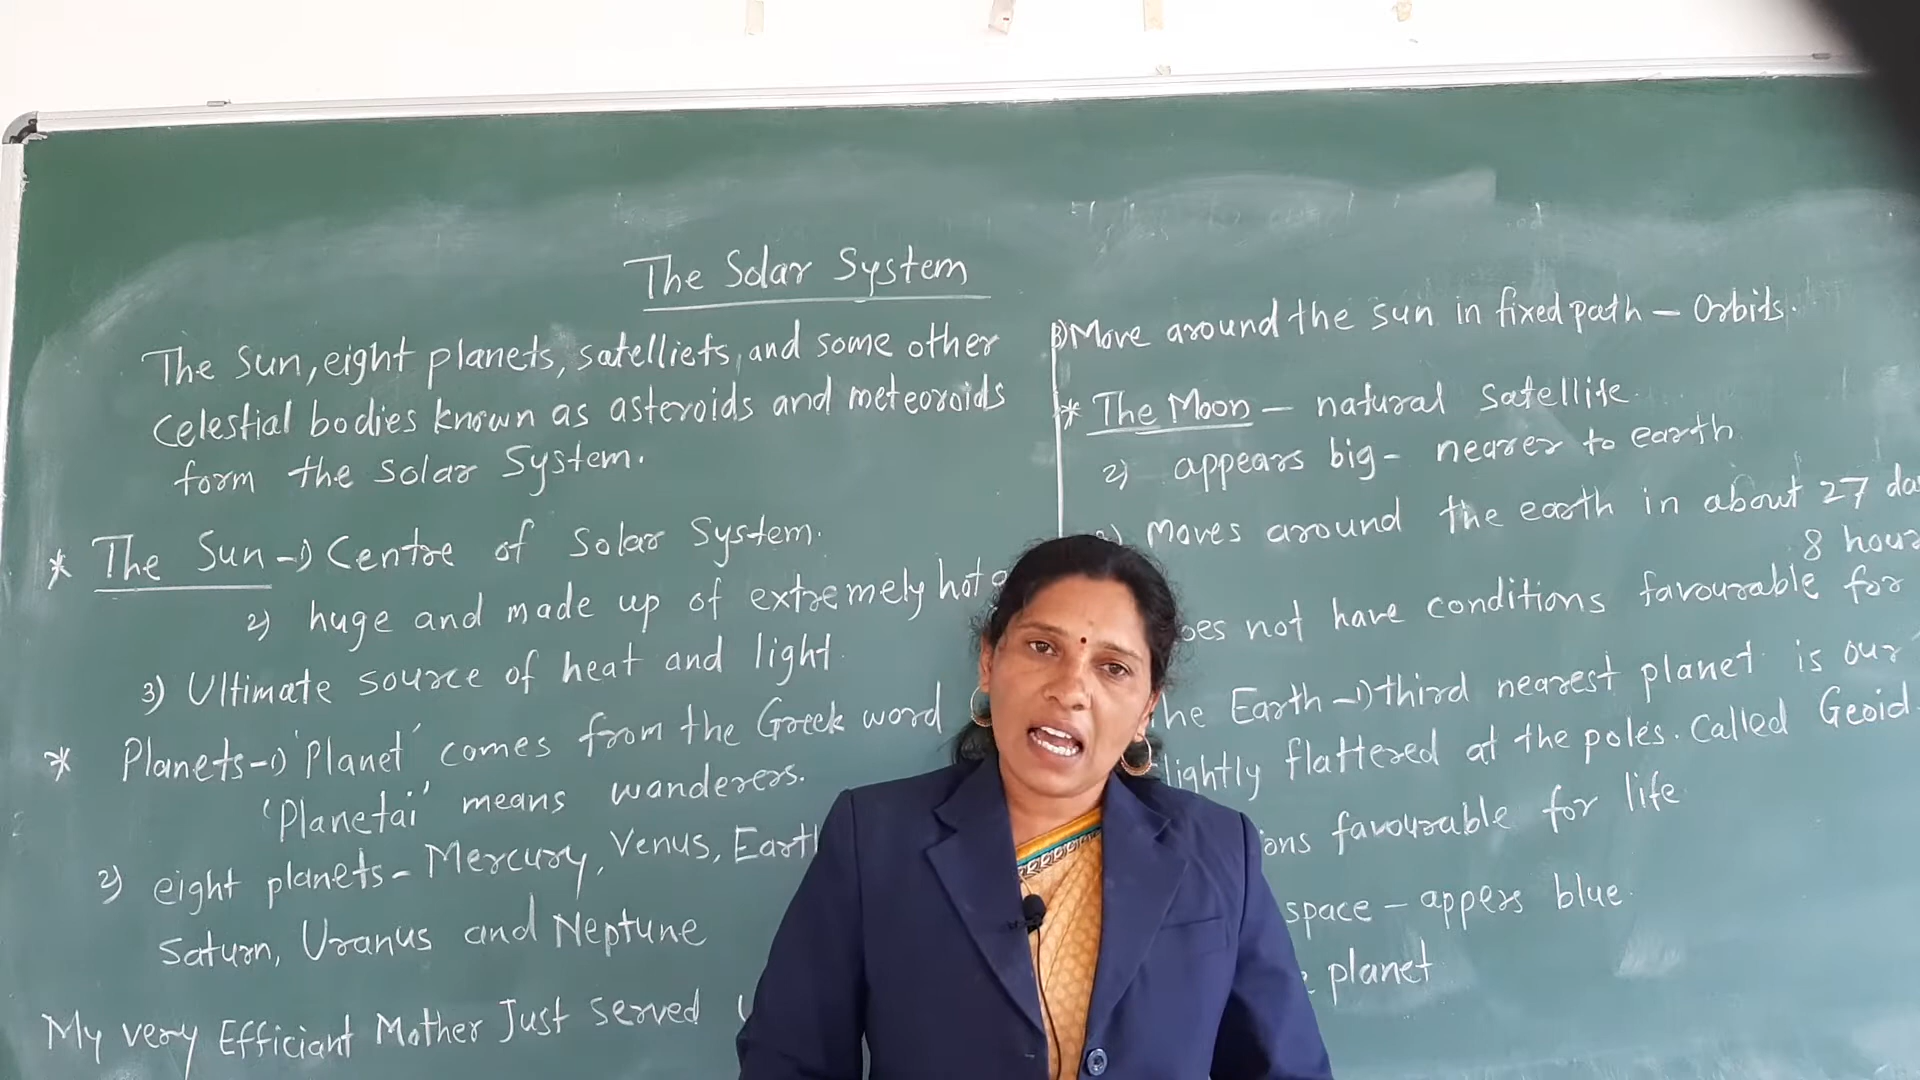 The Solar System
The Sun, eight planets, satelliets, and some other
celestial bodies known as asteroids and meteoroids
form the solar System.
* The Sun -1) Centre of Solar System.
2) huge and made up of extremely hot
3) Ultimate source of heat and light.
* Planets -1) 'Planet' comes from the Greek word
'Planetai' means wanderers.
2) eight planets - Mercury, Venus, Earth
Saturn, Uranus and Neptune
My very Efficiant Mother Just served
3) Move around the sun in fixed path - Orbits.
* The Moon - natural satellite
2) appears big - nearer to earth
moves around the earth in about 27
8
not have conditions favourable for
Earth -1) third nearest planet is our
flattered at the poles. Called Geoid
favourable for life
space - appers blue.
planet